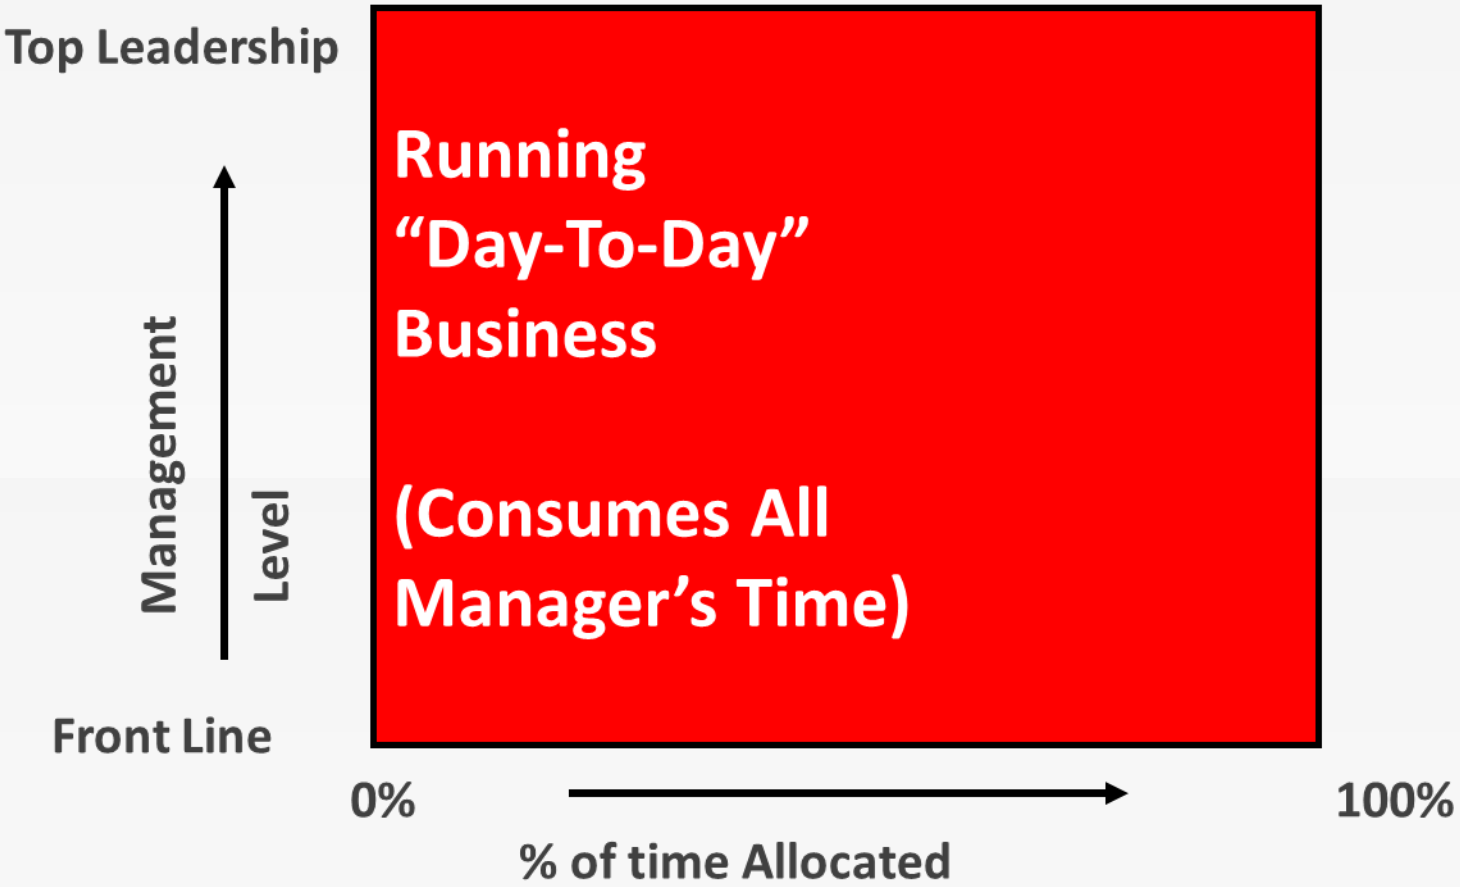 Top Leadership
Running
“Day-To-Day”
Business
(Consumes All
Manager’s Time)
Management
Level
Front Line
0%
100%
% of time Allocated